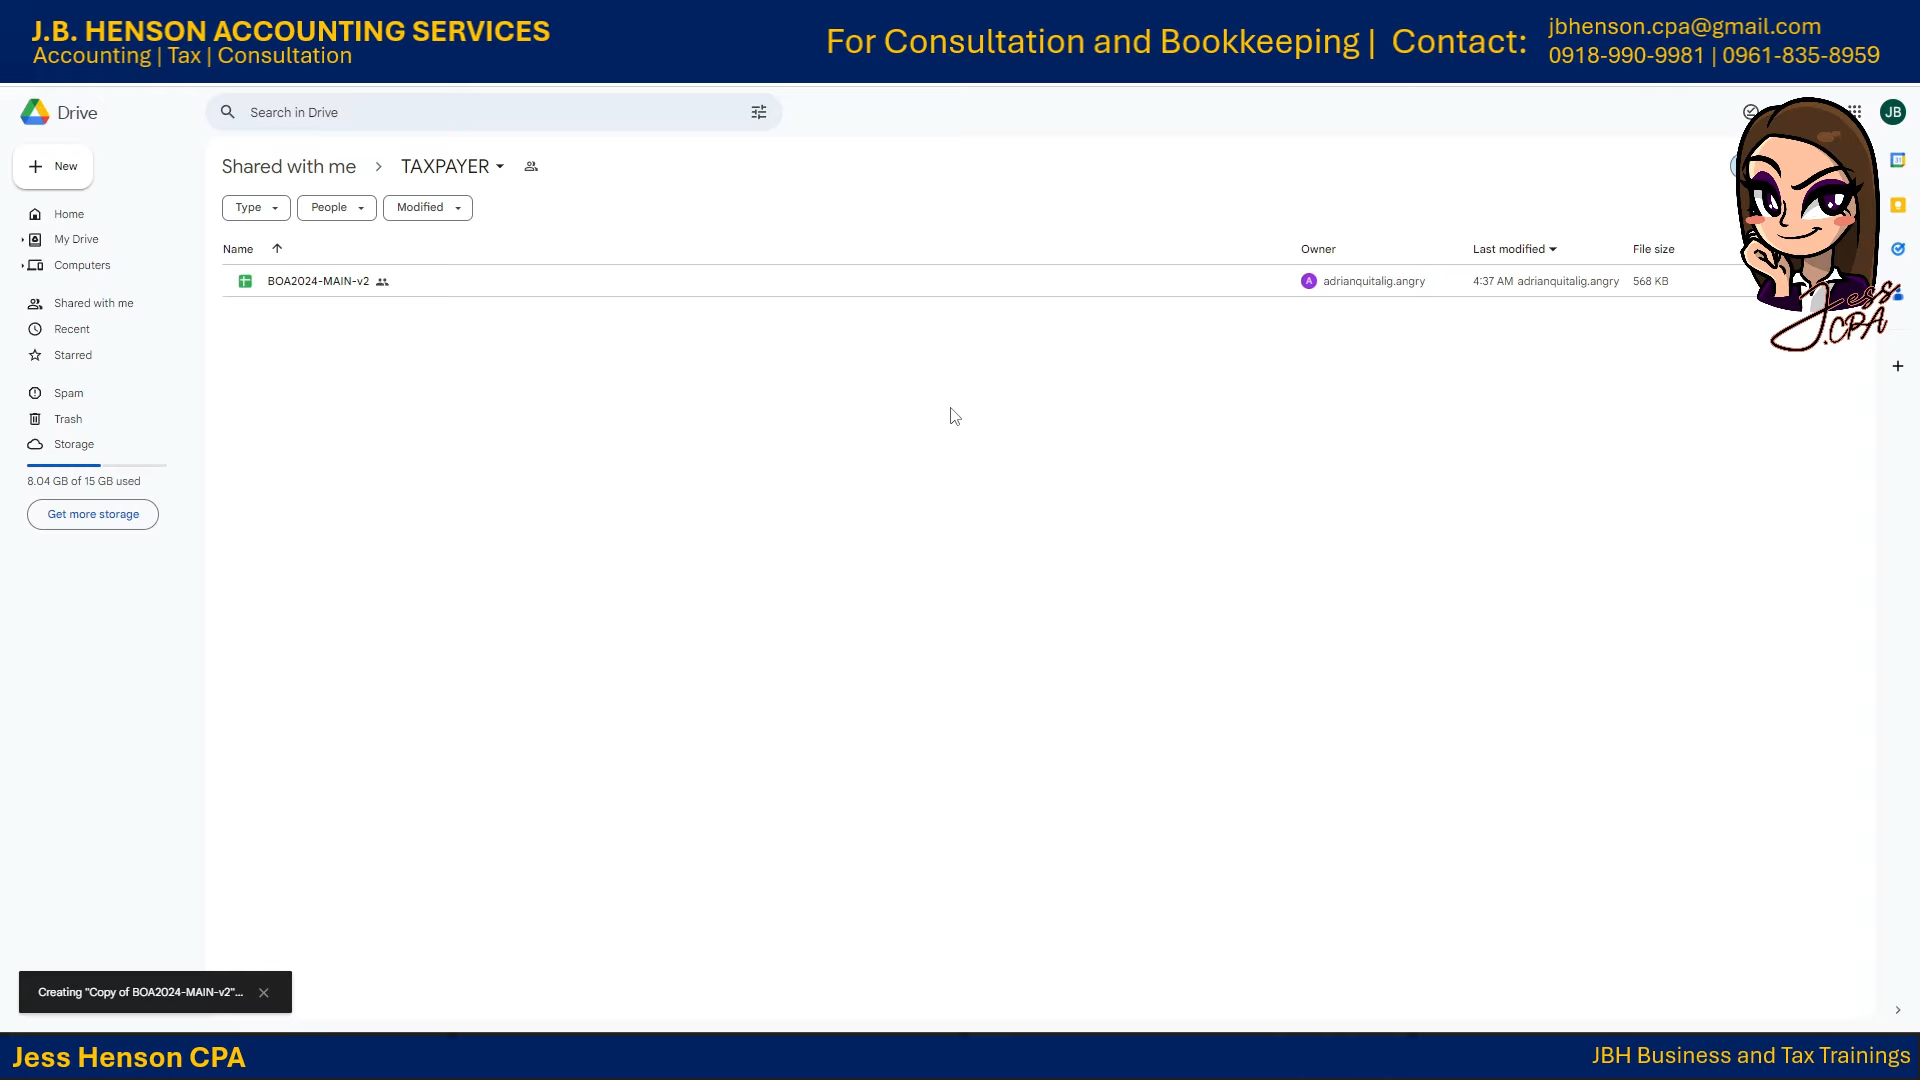 J.B. HENSON ACCOUNTING SERVICES
Accounting | Tax | Consultation
For Consultation and Bookkeeping | Contact:
jbhenson.cpa@gmail.com
0918-990-9981 | 0961-835-8959
Drive
Search in Drive
JB
New
Shared with me > TAXPAYER
Type
People
Modified
Home
My Drive
Computers
Shared with me
Recent
Starred
Spam
Trash
Storage
8.04 GB of 15 GB used
Get more storage
Name
Owner
Last modified
File size
BOA2024-MAIN-v2
A
adrianquitalig.angry
4:37 AM adrianquitalig.angry
568 KB
31
Jess
J.CPA
Creating "Copy of BOA2024-MAIN-v2"...
Jess Henson CPA
JBH Business and Tax Trainings